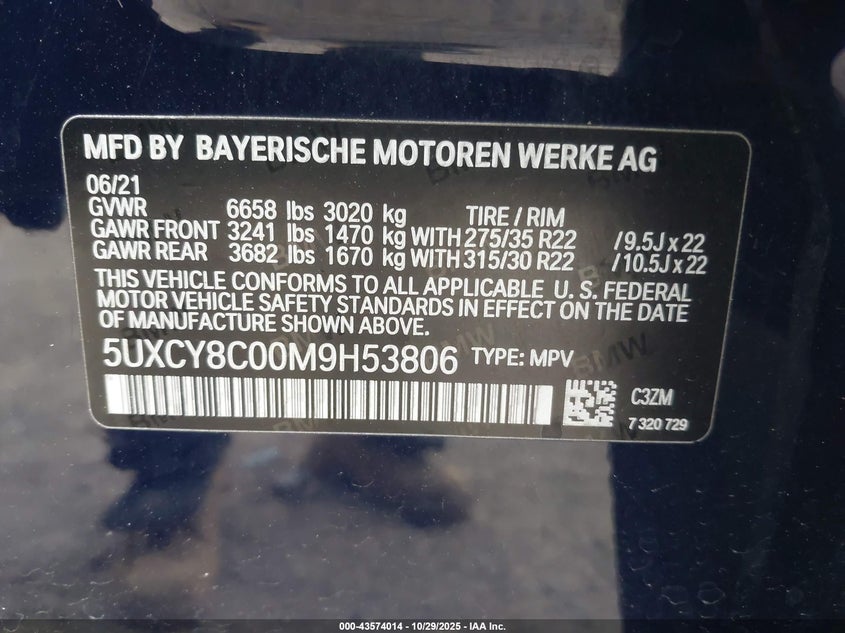 MFD BY BAYERISCHE MOTOREN WERKE AG
06/21
GVWR 6658 lbs 3020 kg TIRE / RIM
GAWR FRONT 3241 lbs 1470 kg WITH 275/35 R22 /9.5J x 22
GAWR REAR 3682 lbs 1670 kg WITH 315/30 R22 /10.5J x 22
THIS VEHICLE CONFORMS TO ALL APPLICABLE U. S. FEDERAL
MOTOR VEHICLE SAFETY STANDARDS IN EFFECT ON THE DATE
OF MANUFACTURE SHOWN ABOVE.
5UXCY8C00M9H53806 TYPE: MPV
C3ZM
7 320 729
000-43574014 - 10/29/2025 - IAA Inc.